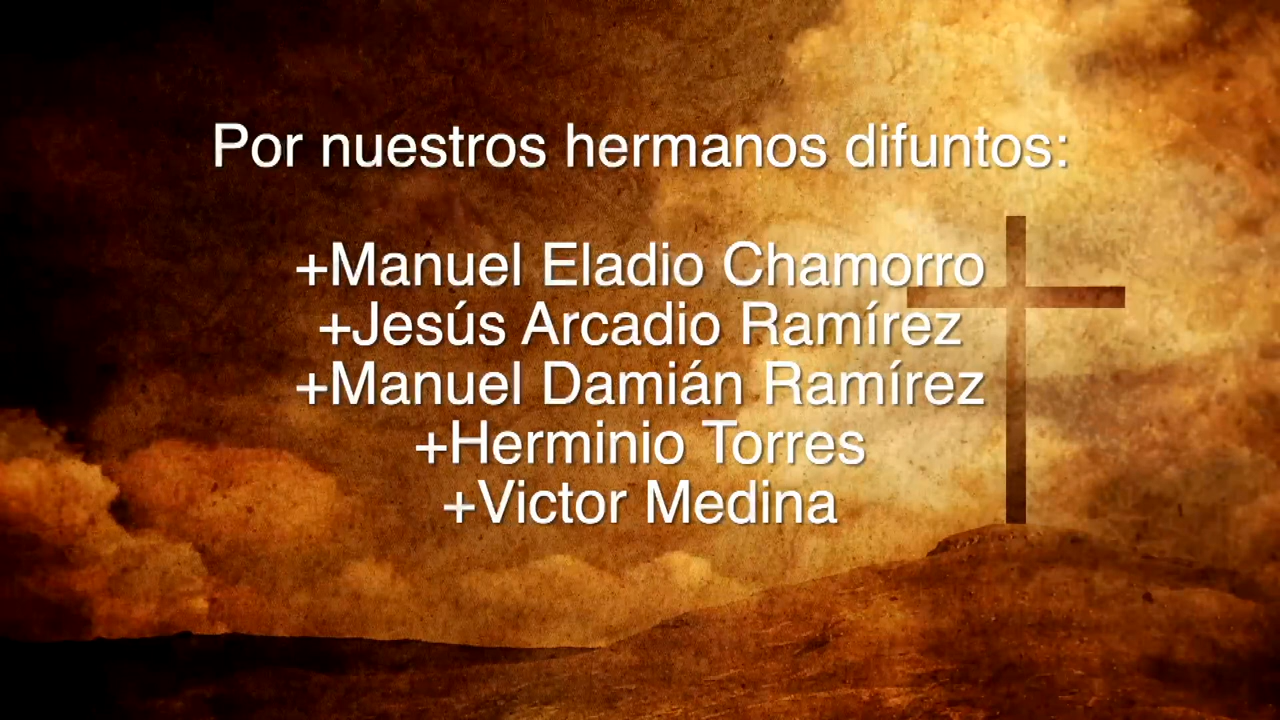 Por nuestros hermanos difuntos:
+Manuel Eladio Chamorro
+Jesús Arcadio Ramírez
+Manuel Damián Ramírez
+Herminio Torres
+Victor Medina